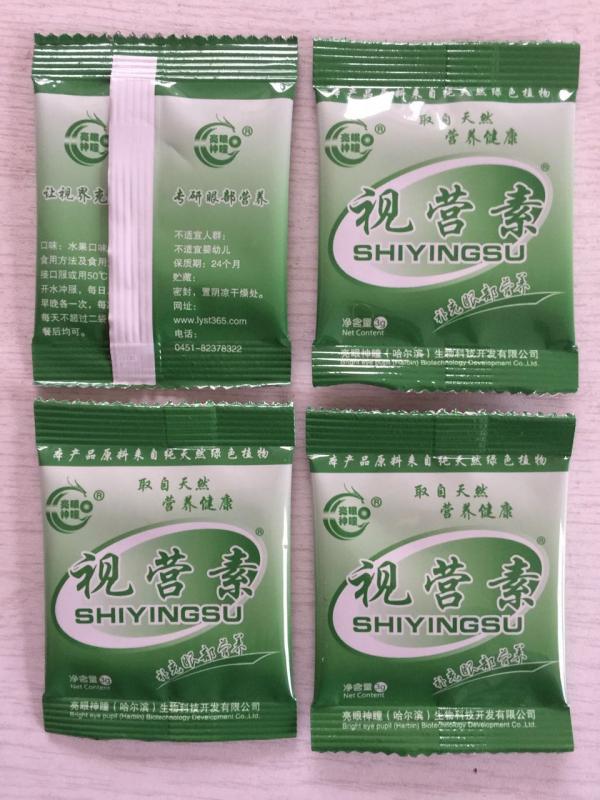 亮眼
神瞳
亮眼
神瞳
®
让视界充
专研眼部营养
口味：水果口味
食用方法及食用
接口服或用50℃
开水冲服，每日
早晚各一次，每
每天不超过二袋
餐后均可。
不适宜人群：
不适宜婴幼儿
保质期：24个月
贮藏：
密封，置阴凉干燥处。
网址：
www.lyst365.com
电话：
0451-82378322
本产品原料来自纯天然绿色植物
亮眼
神瞳
®
取自天然
营养健康
视营素
®
SHIYINGSU
补充眼部营养
净含量 3g
Net Content
亮眼神瞳（哈尔滨）生物科技开发有限公司
Bright eye pupil (Harbin) Biotechnology Development Co.,Ltd.
本产品原料来自纯天然绿色植物
亮眼
神瞳
®
取自天然
营养健康
视营素
®
SHIYINGSU
补充眼部营养
净含量 3g
Net Content
亮眼神瞳（哈尔滨）生物科技开发有限公司
Bright eye pupil (Harbin) Biotechnology Development Co.,Ltd.
本产品原料来自纯天然绿色植物
亮眼
神瞳
®
取自天然
营养健康
视营素
®
SHIYINGSU
补充眼部营养
净含量 3g
Net Content
亮眼神瞳（哈尔滨）生物科技开发有限公司
Bright eye pupil (Harbin) Biotechnology Development Co.,Ltd.